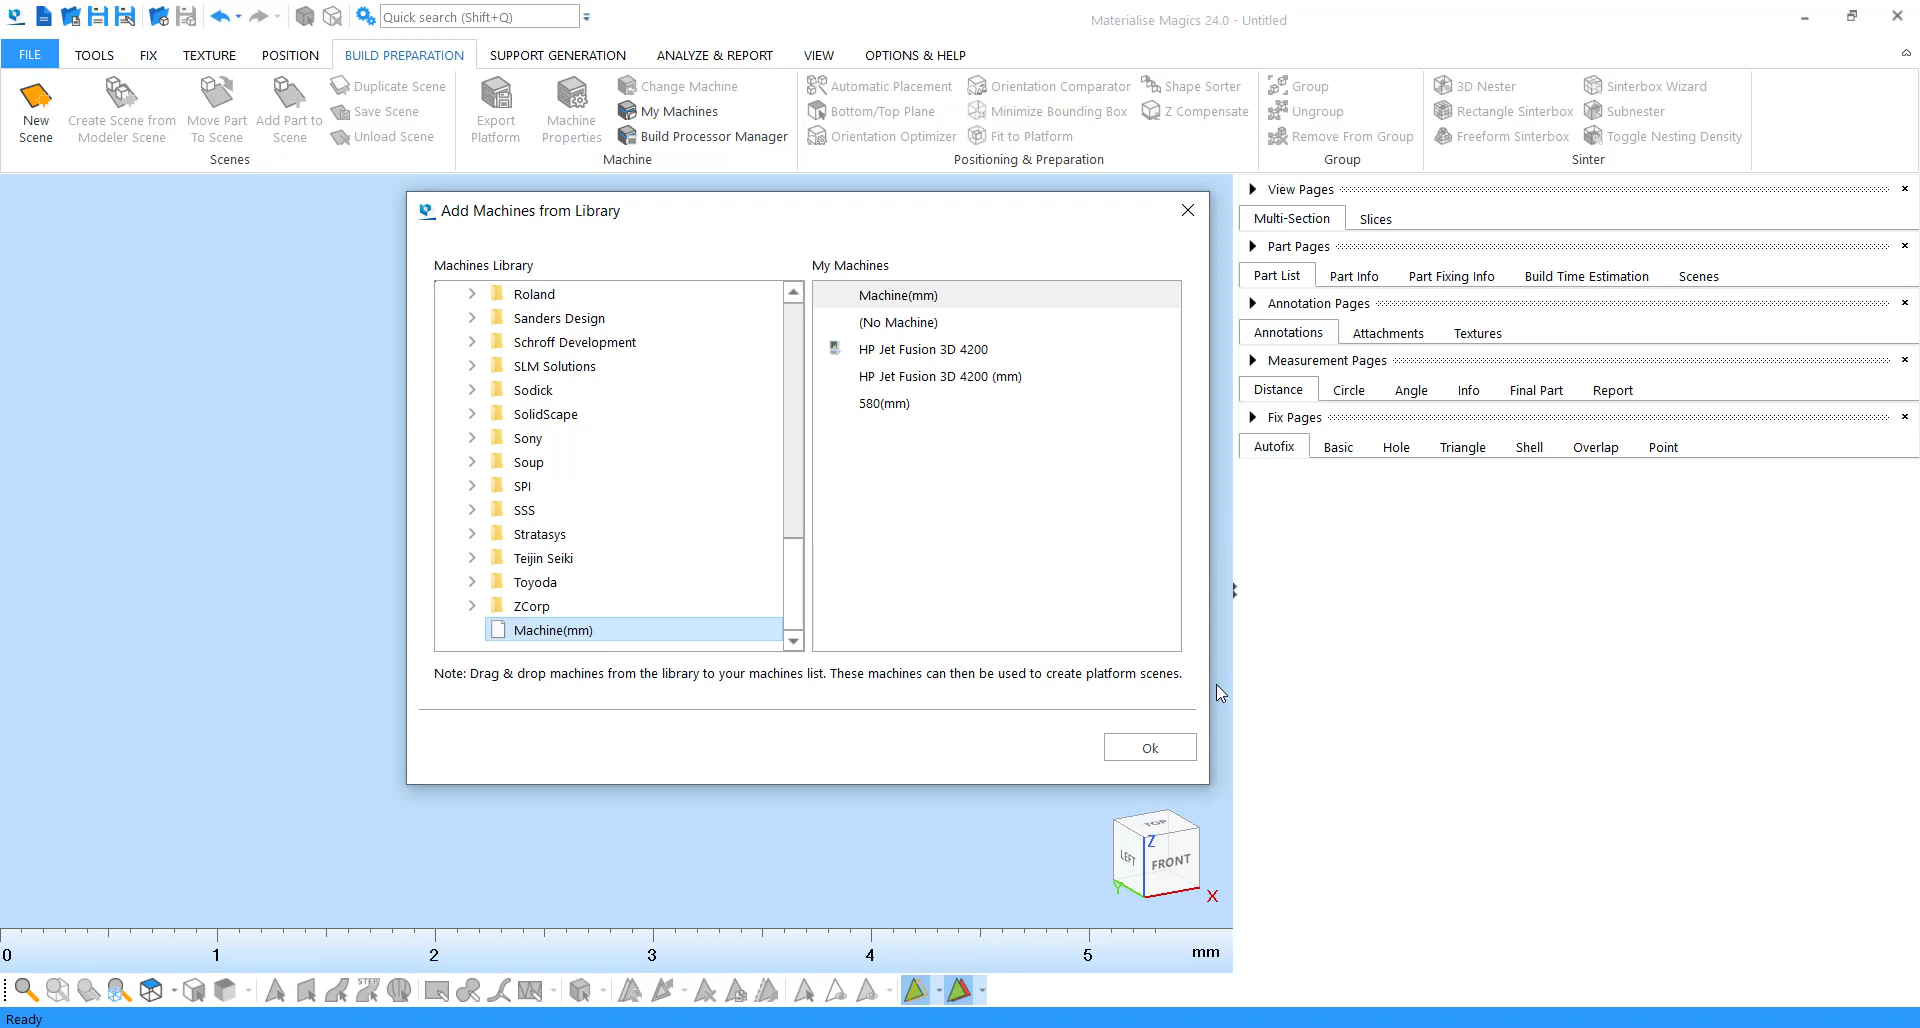 Quick search (Shift+Q)
Materialise Magics 24.0 - Untitled
FILE TOOLS FIX TEXTURE POSITION BUILD PREPARATION SUPPORT GENERATION ANALYZE & REPORT VIEW OPTIONS & HELP
New Scene
Create Scene from Modeler Scene
Move Part To Scene
Add Part to Scene
Duplicate Scene
Save Scene
Unload Scene
Scenes
Export Platform
Machine Properties
Change Machine
My Machines
Build Processor Manager
Machine
Automatic Placement
Bottom/Top Plane
Orientation Optimizer
Orientation Comparator
Minimize Bounding Box
Fit to Platform
Shape Sorter
Z Compensate
Positioning & Preparation
Group
Ungroup
Remove From Group
Group
3D Nester
Rectangle Sinterbox
Freeform Sinterbox
Sinterbox Wizard
Subnester
Toggle Nesting Density
Sinter
Add Machines from Library
Machines Library
Roland
Sanders Design
Schroff Development
SLM Solutions
Sodick
SolidScape
Sony
Soup
SPI
SSS
Stratasys
Teijin Seiki
Toyoda
ZCorp
Machine(mm)
My Machines
Machine(mm)
(No Machine)
HP Jet Fusion 3D 4200
HP Jet Fusion 3D 4200 (mm)
580(mm)
Note: Drag & drop machines from the library to your machines list. These machines can then be used to create platform scenes.
Ok
View Pages
Multi-Section Slices
Part Pages
Part List Part Info Part Fixing Info Build Time Estimation Scenes
Annotation Pages
Annotations Attachments Textures
Measurement Pages
Distance Circle Angle Info Final Part Report
Fix Pages
Autofix Basic Hole Triangle Shell Overlap Point
TOP
Z
LEFT FRONT
Y
X
0 1 2 3 4 5 mm
STEP
Ready